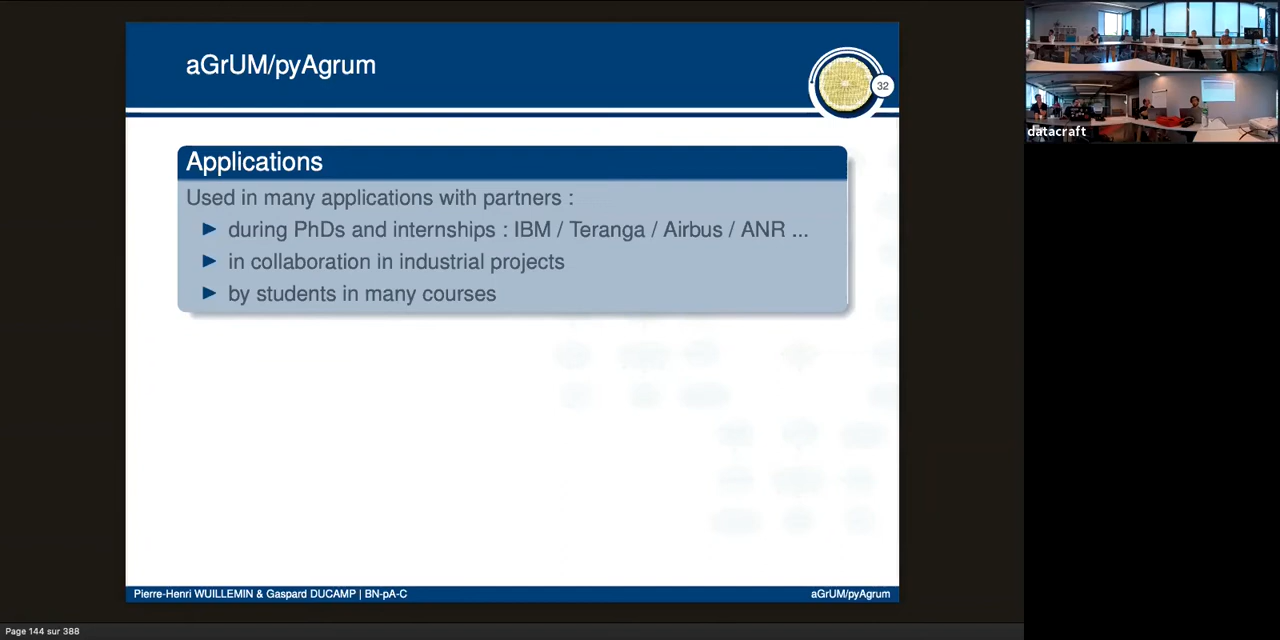 aGrUM/pyAgrum
32
datacraft
Applications
Used in many applications with partners :
during PhDs and internships : IBM / Teranga / Airbus / ANR ...
in collaboration in industrial projects
by students in many courses
Pierre-Henri WUILLEMIN & Gaspard DUCAMP | BN-pA-C
aGrUM/pyAgrum
Page 144 sur 388